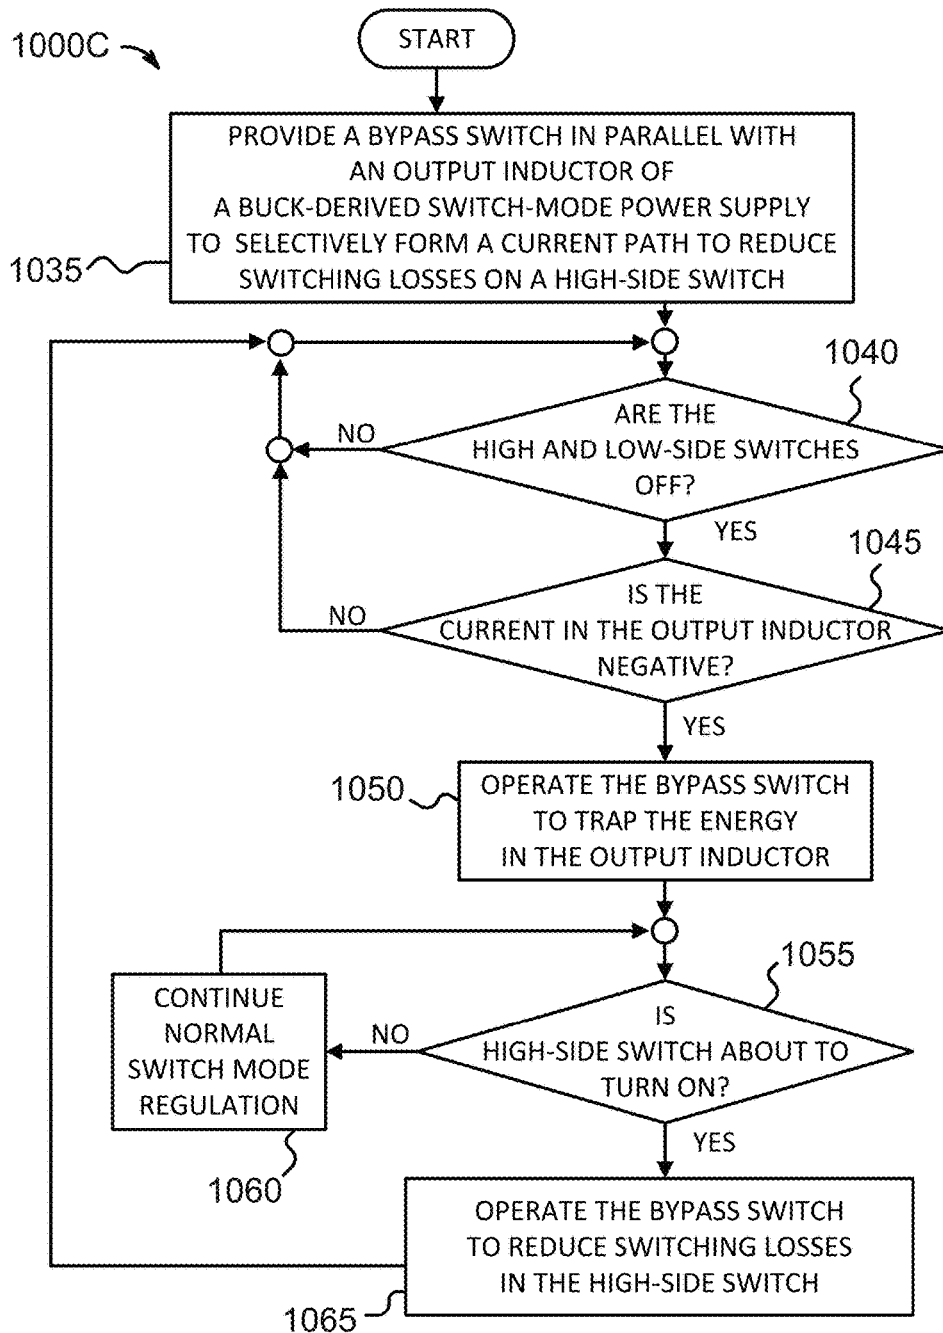 1000C
START
PROVIDE A BYPASS SWITCH IN PARALLEL WITH
AN OUTPUT INDUCTOR OF
A BUCK-DERIVED SWITCH-MODE POWER SUPPLY
TO SELECTIVELY FORM A CURRENT PATH TO REDUCE
SWITCHING LOSSES ON A HIGH-SIDE SWITCH
1035
1040
ARE THE
HIGH AND LOW-SIDE SWITCHES
OFF?
NO
YES
1045
IS THE
CURRENT IN THE OUTPUT INDUCTOR
NEGATIVE?
NO
YES
1050
OPERATE THE BYPASS SWITCH
TO TRAP THE ENERGY
IN THE OUTPUT INDUCTOR
1055
IS
HIGH-SIDE SWITCH ABOUT TO
TURN ON?
NO
CONTINUE
NORMAL
SWITCH MODE
REGULATION
1060
YES
OPERATE THE BYPASS SWITCH
TO REDUCE SWITCHING LOSSES
IN THE HIGH-SIDE SWITCH
1065